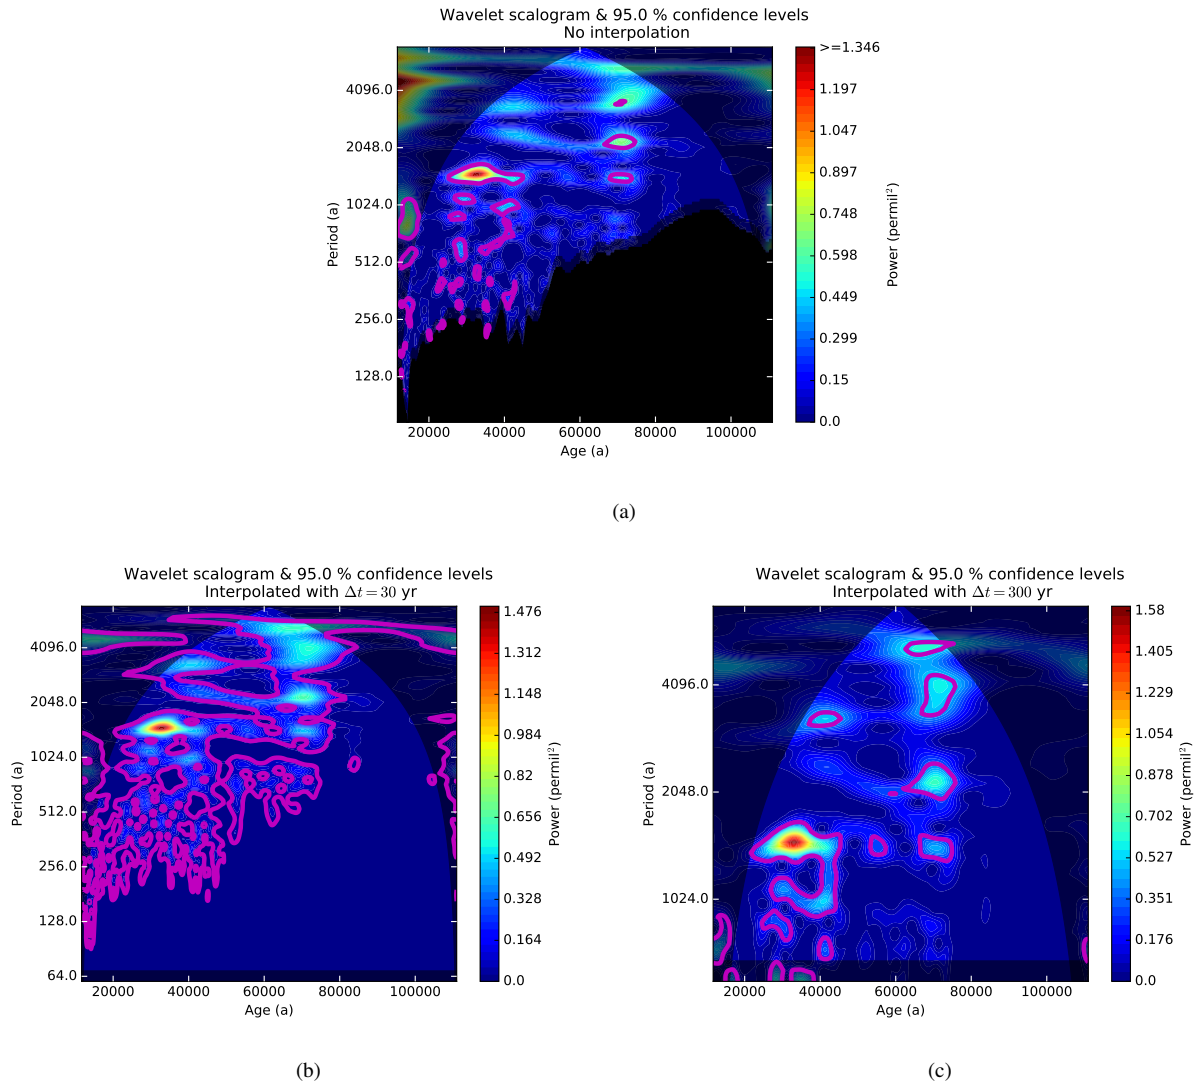 Wavelet scalogram & 95.0 % confidence levels
No interpolation
>=1.346
1.197
1.047
0.897
0.748
0.598
0.449
0.299
0.15
0.0
Power (permil²)
4096.0
2048.0
1024.0
512.0
256.0
128.0
Period (a)
20000 40000 60000 80000 100000
Age (a)
(a)
Wavelet scalogram & 95.0 % confidence levels
Interpolated with Δt = 30 yr
1.476
1.312
1.148
0.984
0.82
0.656
0.492
0.328
0.164
0.0
Power (permil²)
4096.0
2048.0
1024.0
512.0
256.0
128.0
64.0
Period (a)
20000 40000 60000 80000 100000
Age (a)
(b)
Wavelet scalogram & 95.0 % confidence levels
Interpolated with Δt = 300 yr
1.58
1.405
1.229
1.054
0.878
0.702
0.527
0.351
0.176
0.0
Power (permil²)
4096.0
2048.0
1024.0
Period (a)
20000 40000 60000 80000 100000
Age (a)
(c)